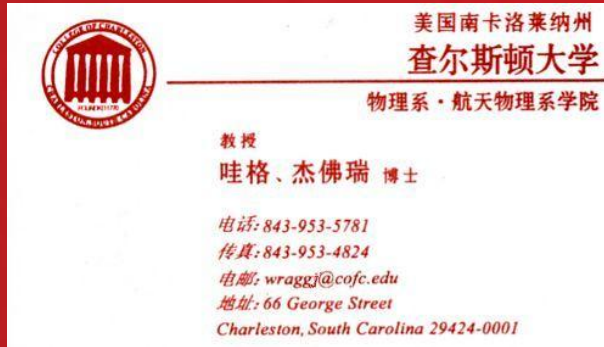 美国南卡洛莱纳州
查尔斯顿大学
物理系·航天物理系学院
COLLEGE OF CHARLESTON
教授
哇格、杰佛瑞 博士
电话:843-953-5781
传真:843-953-4824
电邮:wraggj@cofc.edu
地址:66 George Street
Charleston, South Carolina 29424-0001